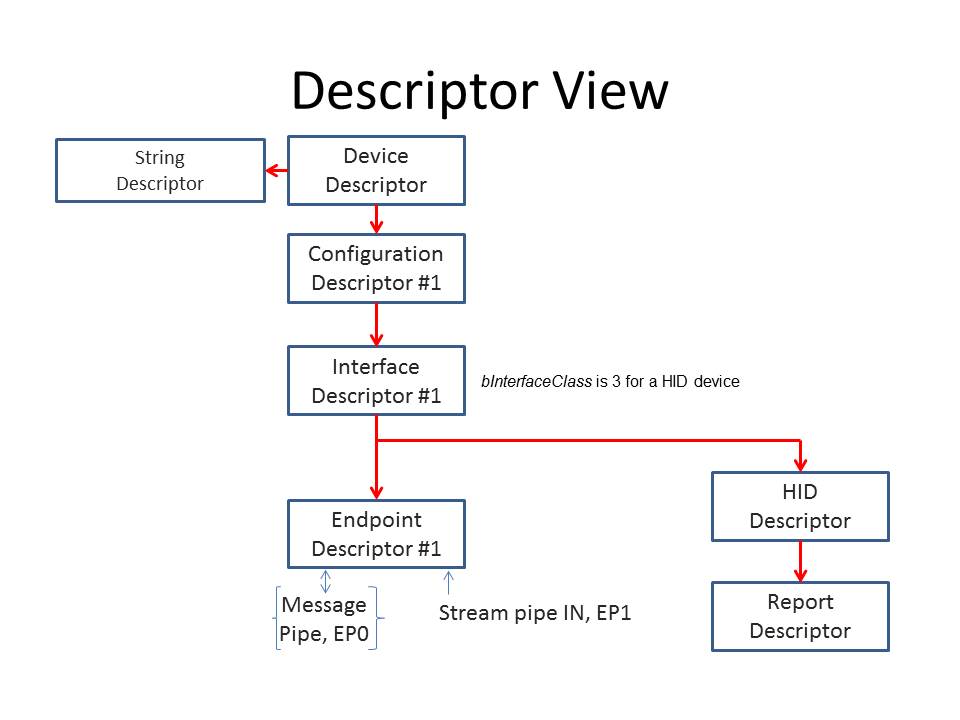 Descriptor View
String
Descriptor
Device
Descriptor
Configuration
Descriptor #1
Interface
Descriptor #1
bInterfaceClass is 3 for a HID device
Endpoint
Descriptor #1
HID
Descriptor
Message
Pipe, EP0
Stream pipe IN, EP1
Report
Descriptor